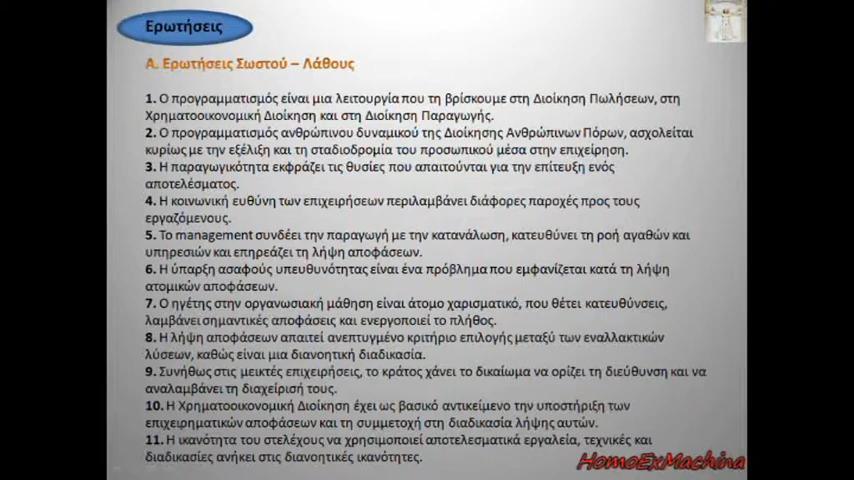 Ερωτήσεις
Α. Ερωτήσεις Σωστού – Λάθους
1. Ο προγραμματισμός είναι μια λειτουργία που τη βρίσκουμε στη Διοίκηση Πωλήσεων, στη
Χρηματοοικονομική Διοίκηση και στη Διοίκηση Παραγωγής.
2. Ο προγραμματισμός ανθρώπινου δυναμικού της Διοίκησης Ανθρώπινων Πόρων, ασχολείται
κυρίως με την εξέλιξη και τη σταδιοδρομία του προσωπικού μέσα στην επιχείρηση.
3. Η παραγωγικότητα εκφράζει τις θυσίες που απαιτούνται για την επίτευξη ενός
αποτελέσματος.
4. Η κοινωνική ευθύνη των επιχειρήσεων περιλαμβάνει διάφορες παροχές προς τους
εργαζόμενους.
5. Το management συνδέει την παραγωγή με την κατανάλωση, κατευθύνει τη ροή αγαθών και
υπηρεσιών και επηρεάζει τη λήψη αποφάσεων.
6. Η ύπαρξη ασαφούς υπευθυνότητας είναι ένα πρόβλημα που εμφανίζεται κατά τη λήψη
ατομικών αποφάσεων.
7. Ο ηγέτης στην οργανωσιακή μάθηση είναι άτομο χαρισματικό, που θέτει κατευθύνσεις,
λαμβάνει σημαντικές αποφάσεις και ενεργοποιεί το πλήθος.
8. Η λήψη αποφάσεων απαιτεί ανεπτυγμένο κριτήριο επιλογής μεταξύ των εναλλακτικών
λύσεων, καθώς είναι μια διανοητική διαδικασία.
9. Συνήθως στις μεικτές επιχειρήσεις, το κράτος χάνει το δικαίωμα να ορίζει τη διεύθυνση και να
αναλαμβάνει τη διαχείρισή τους.
10. Η Χρηματοοικονομική Διοίκηση έχει ως βασικό αντικείμενο την υποστήριξη των
επιχειρηματικών αποφάσεων και τη συμμετοχή στη διαδικασία λήψης αυτών.
11. Η ικανότητα του στελέχους να χρησιμοποιεί αποτελεσματικά εργαλεία, τεχνικές και
διαδικασίες ανήκει στις διανοητικές ικανότητες.
HomoExMachina